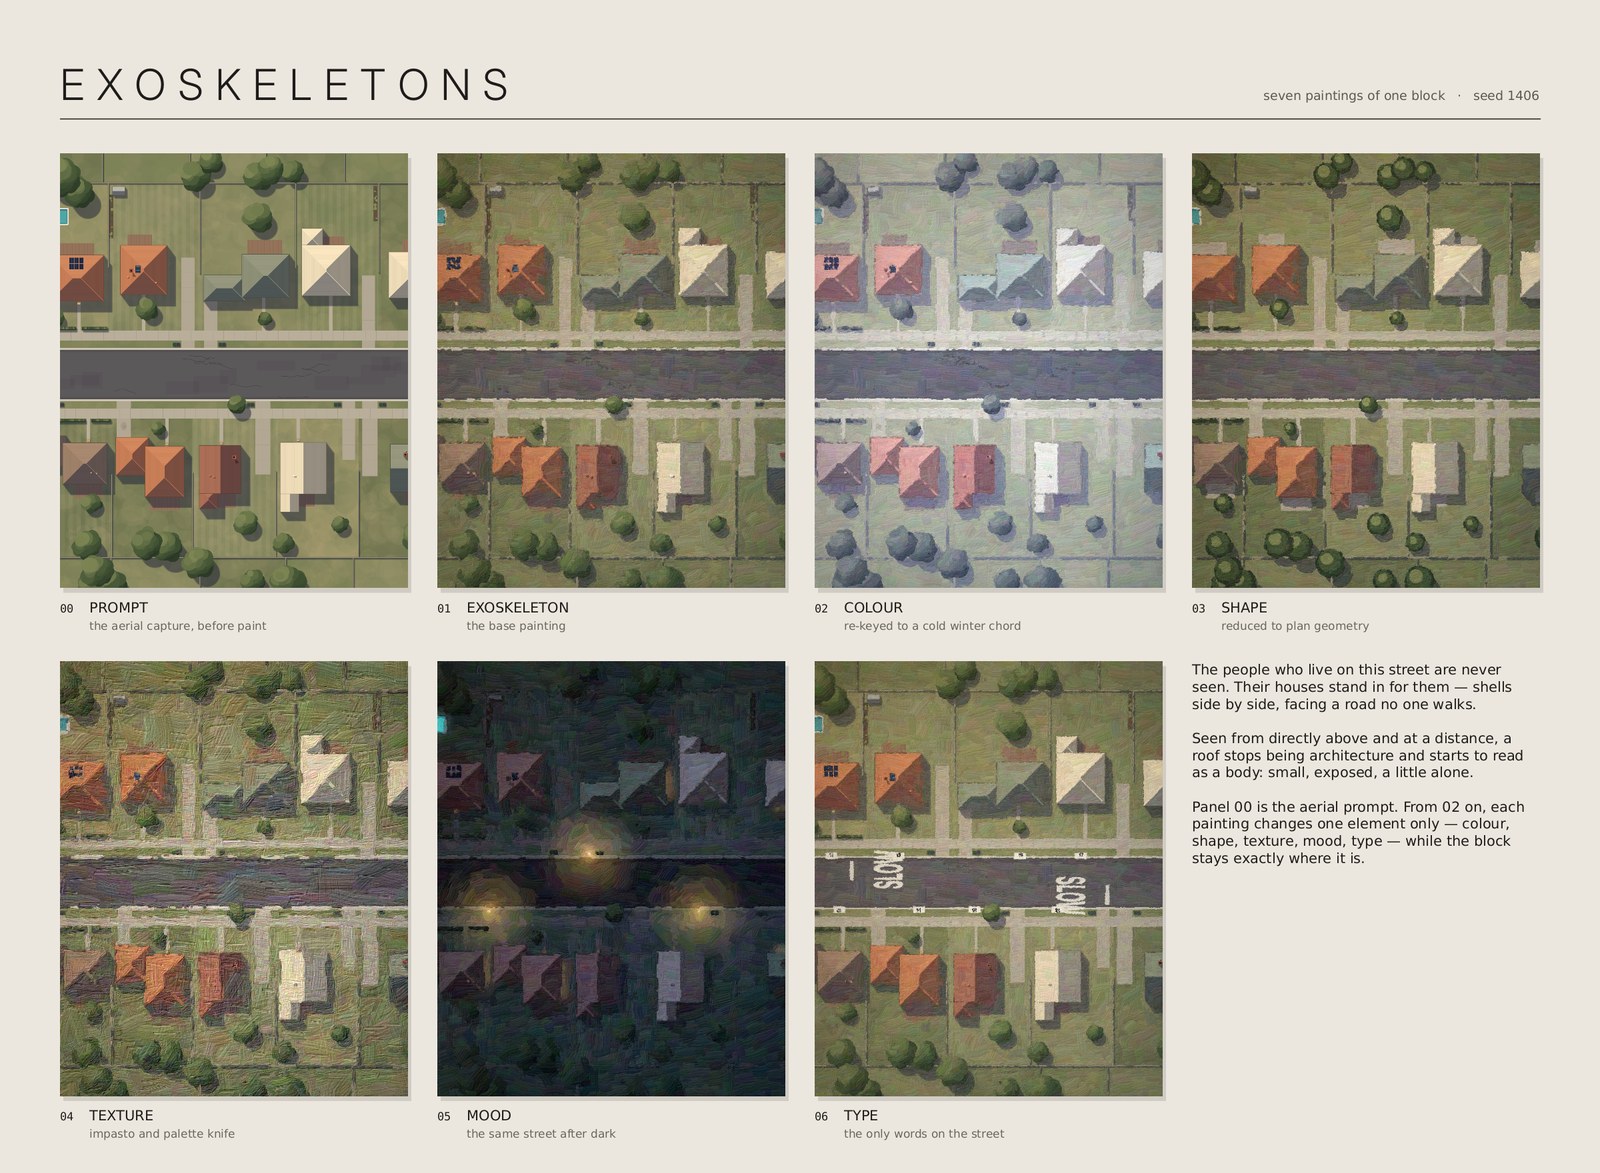 EXOSKELETONS
seven paintings of one block · seed 1406
00 PROMPT
the aerial capture, before paint
01 EXOSKELETON
the base painting
02 COLOUR
re-keyed to a cold winter chord
03 SHAPE
reduced to plan geometry
SLOW
SLOW
04 TEXTURE
impasto and palette knife
05 MOOD
the same street after dark
06 TYPE
the only words on the street
The people who live on this street are never
seen. Their houses stand in for them — shells
side by side, facing a road no one walks.
Seen from directly above and at a distance, a
roof stops being architecture and starts to read
as a body: small, exposed, a little alone.
Panel 00 is the aerial prompt. From 02 on, each
painting changes one element only — colour,
shape, texture, mood, type — while the block
stays exactly where it is.